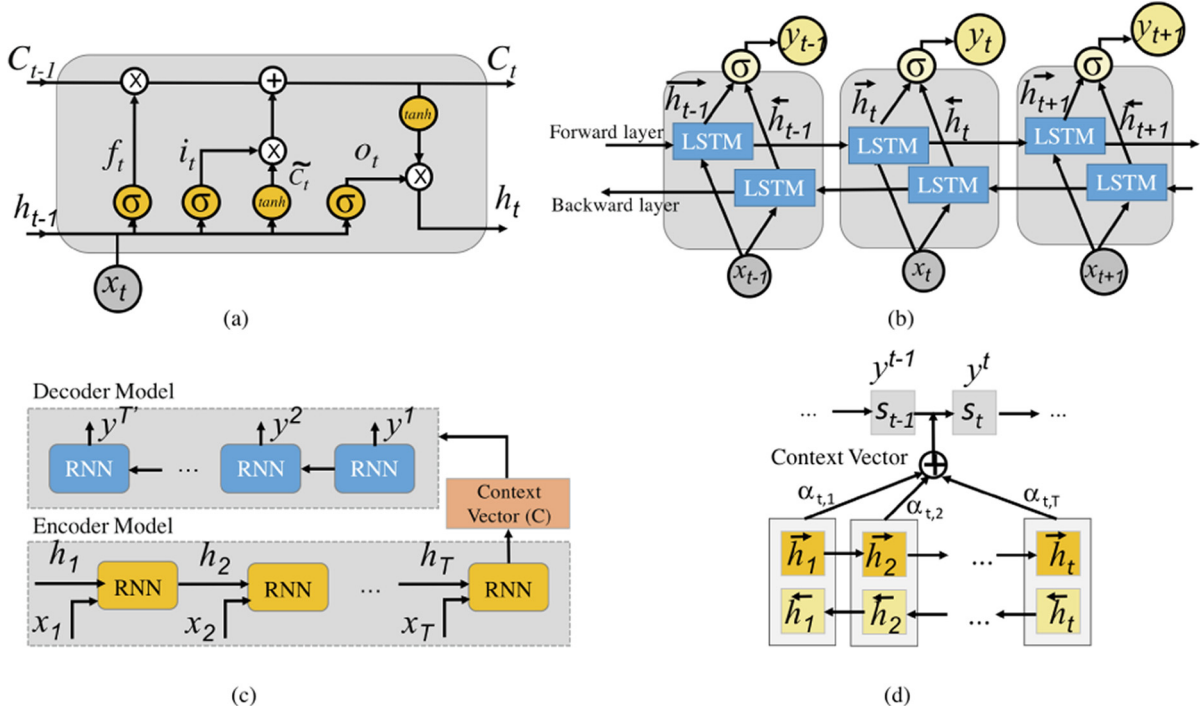 C_{t-1} × + C_t
tanh
f_t i_t × C̃_t o_t ×
h_{t-1} σ σ tanh σ h_t
x_t
(a)
y_{t-1} y_t y_{t+1}
σ σ σ
→h_{t-1} ←h_{t-1} →h_t ←h_t →h_{t+1} ←h_{t+1}
Forward layer LSTM LSTM LSTM
Backward layer LSTM LSTM LSTM
x_{t-1} x_t x_{t+1}
(b)
Decoder Model
y^{T'} y^2 y^1
RNN ... RNN RNN
Context
Vector (C)
Encoder Model
h_1 h_2 h_T
RNN RNN ... RNN
x_1 x_2 x_T
(c)
y^{t-1} y^t
... s_{t-1} s_t ...
Context Vector +
α_{t,1} α_{t,2} α_{t,T}
→h_1 →h_2 ... →h_t
←h_1 ←h_2 ... ←h_t
(d)